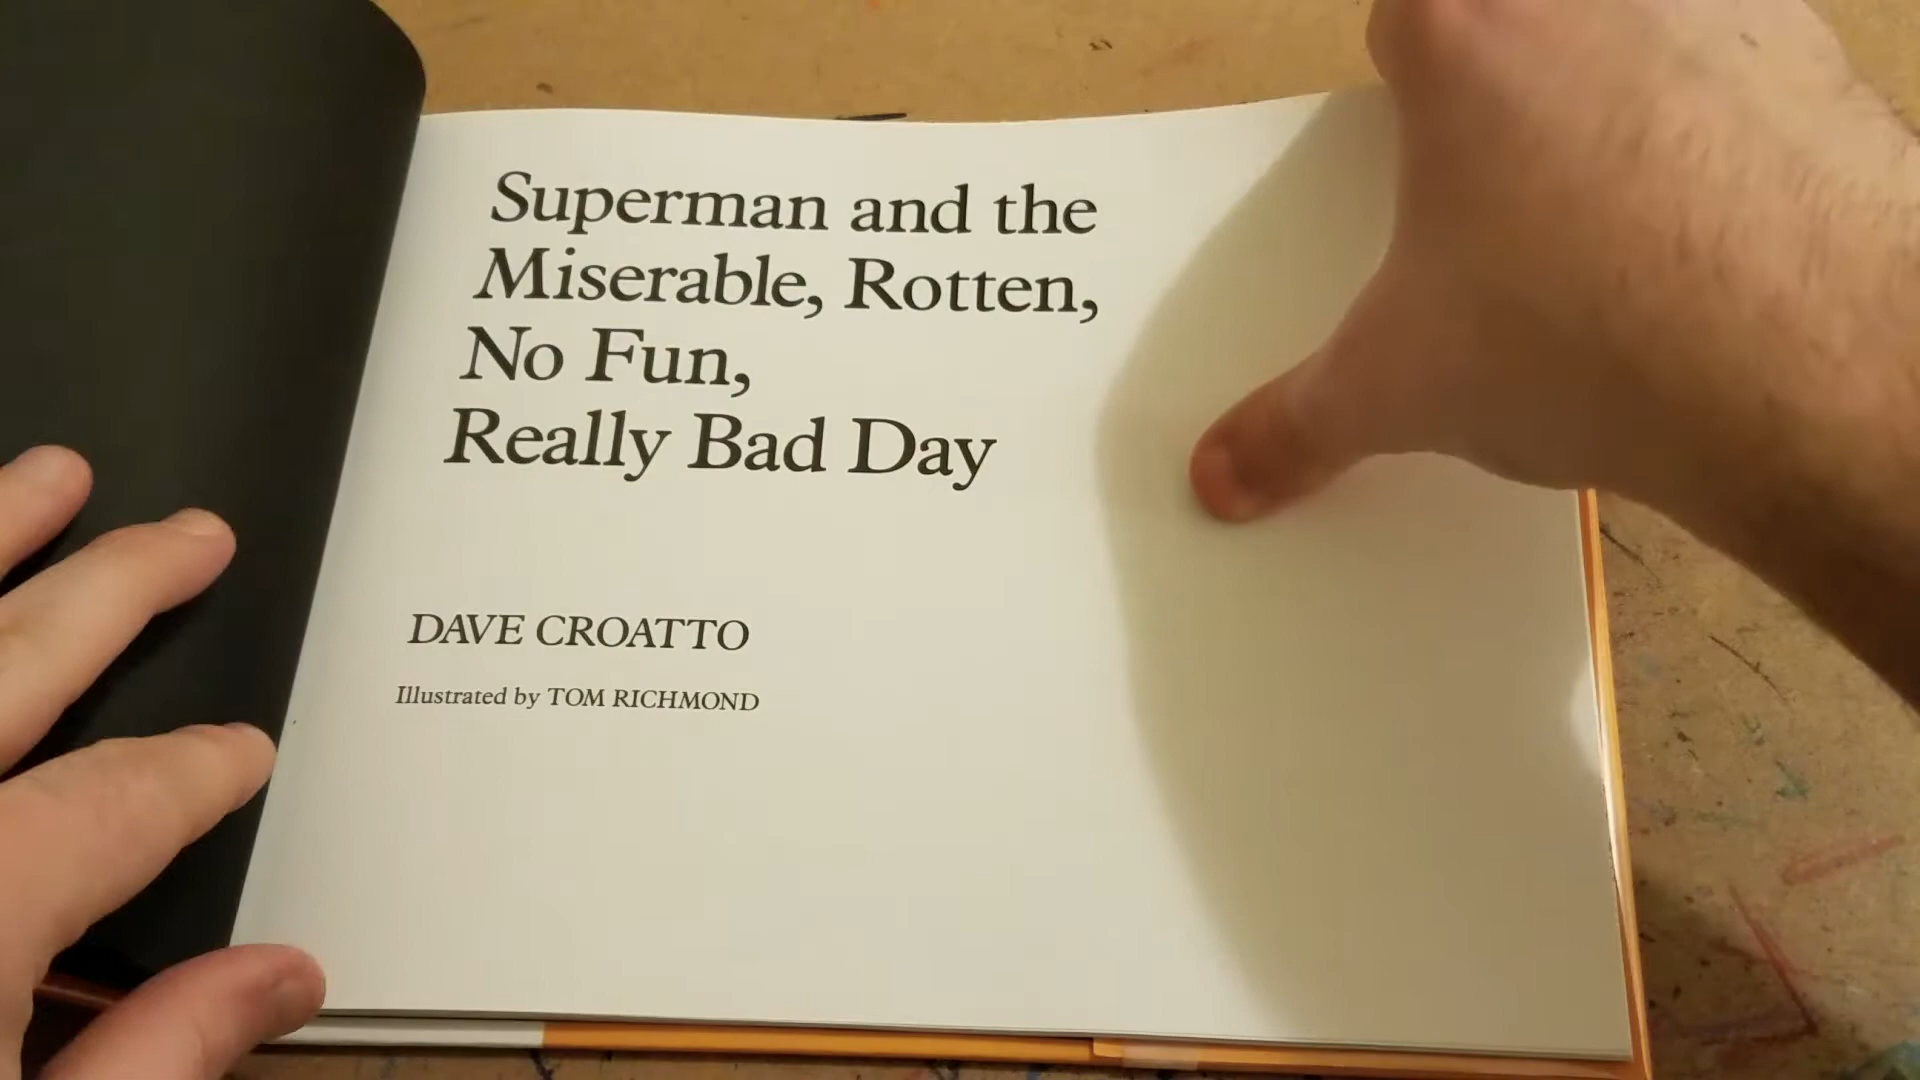 Superman and the
Miserable, Rotten,
No Fun,
Really Bad Day
DAVE CROATTO
Illustrated by TOM RICHMOND